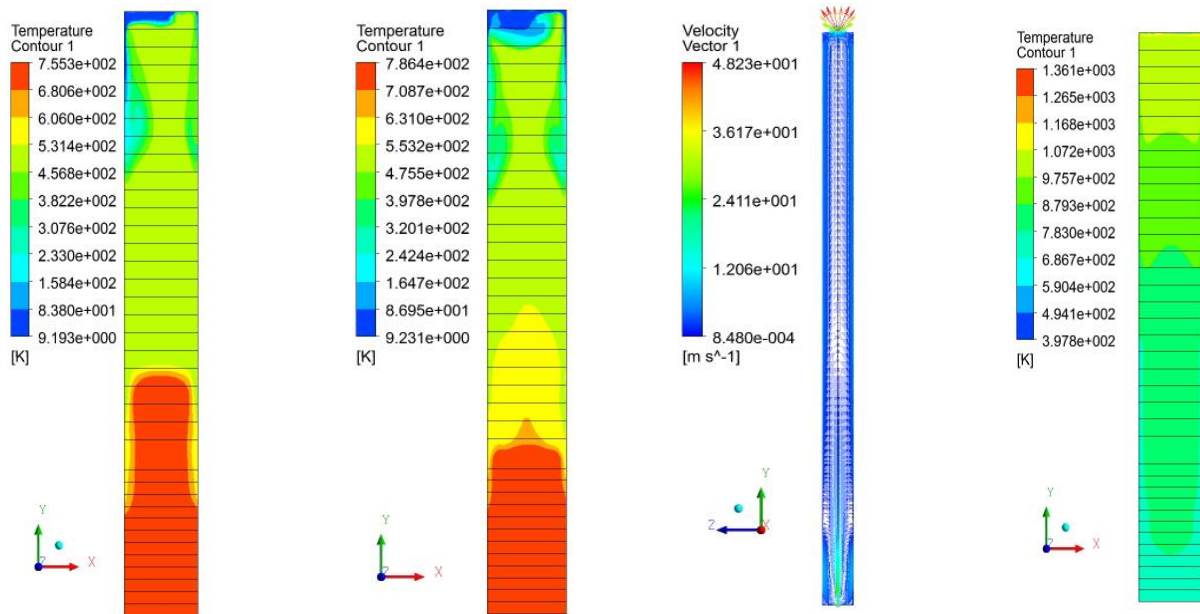 Temperature
Contour 1
7.553e+002
6.806e+002
6.060e+002
5.314e+002
4.568e+002
3.822e+002
3.076e+002
2.330e+002
1.584e+002
8.380e+001
9.193e+000
[K]
Y
Z
X
Temperature
Contour 1
7.864e+002
7.087e+002
6.310e+002
5.532e+002
4.755e+002
3.978e+002
3.201e+002
2.424e+002
1.647e+002
8.695e+001
9.231e+000
[K]
Y
Z
X
Velocity
Vector 1
4.823e+001
3.617e+001
2.411e+001
1.206e+001
8.480e-004
[m s^-1]
Y
Z
X
Temperature
Contour 1
1.361e+003
1.265e+003
1.168e+003
1.072e+003
9.757e+002
8.793e+002
7.830e+002
6.867e+002
5.904e+002
4.941e+002
3.978e+002
[K]
Y
Z
X